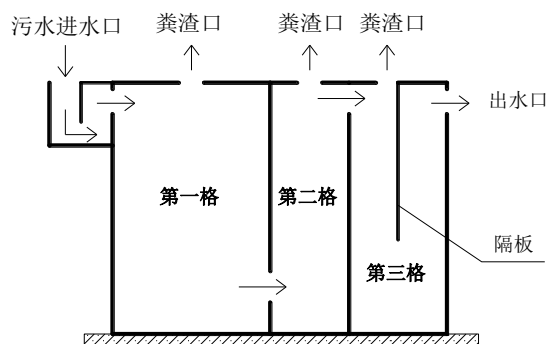 污水进水口
粪渣口
粪渣口
粪渣口
出水口
第一格
第二格
隔板
第三格